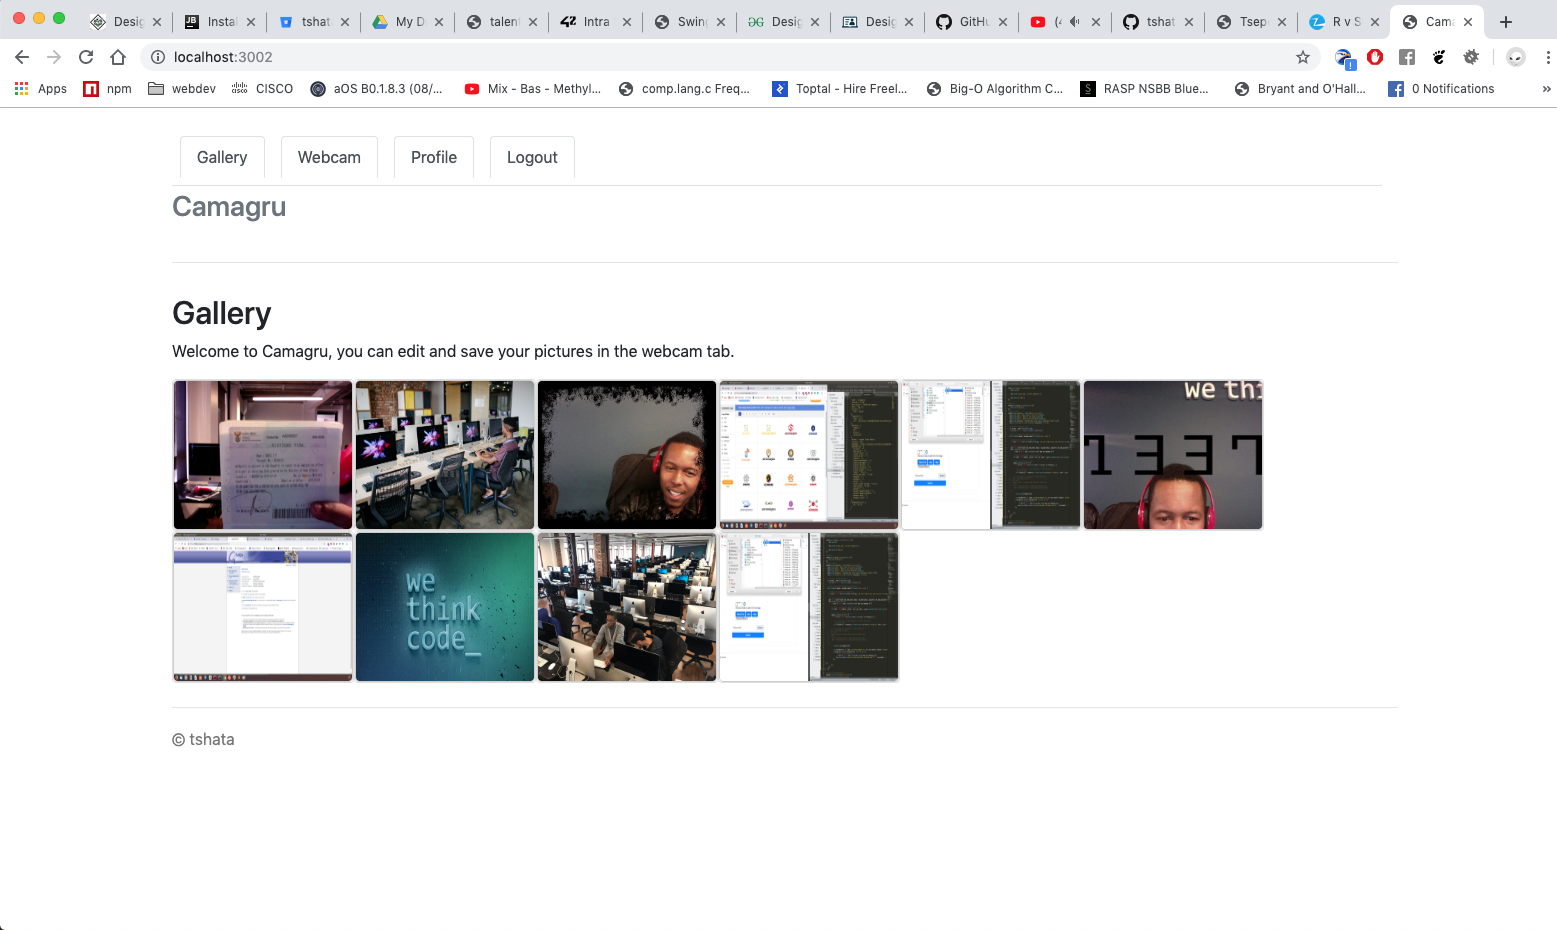 Desig
Instal
tshat
My D
talen
Intra
Swing
Desig
Desig
GitHu
(4
tshat
Tsep
R v S
Cama
localhost:3002
Apps
npm
webdev
CISCO
aOS B0.1.8.3 (08/...
Mix - Bas - Methyl...
comp.lang.c Freq...
Toptal - Hire Freel...
Big-O Algorithm C...
RASP NSBB Blue...
Bryant and O'Hall...
0 Notifications
»
Gallery
Webcam
Profile
Logout
Camagru
Gallery
Welcome to Camagru, you can edit and save your pictures in the webcam tab.
we thi
1337
we
think
code_
© tshata